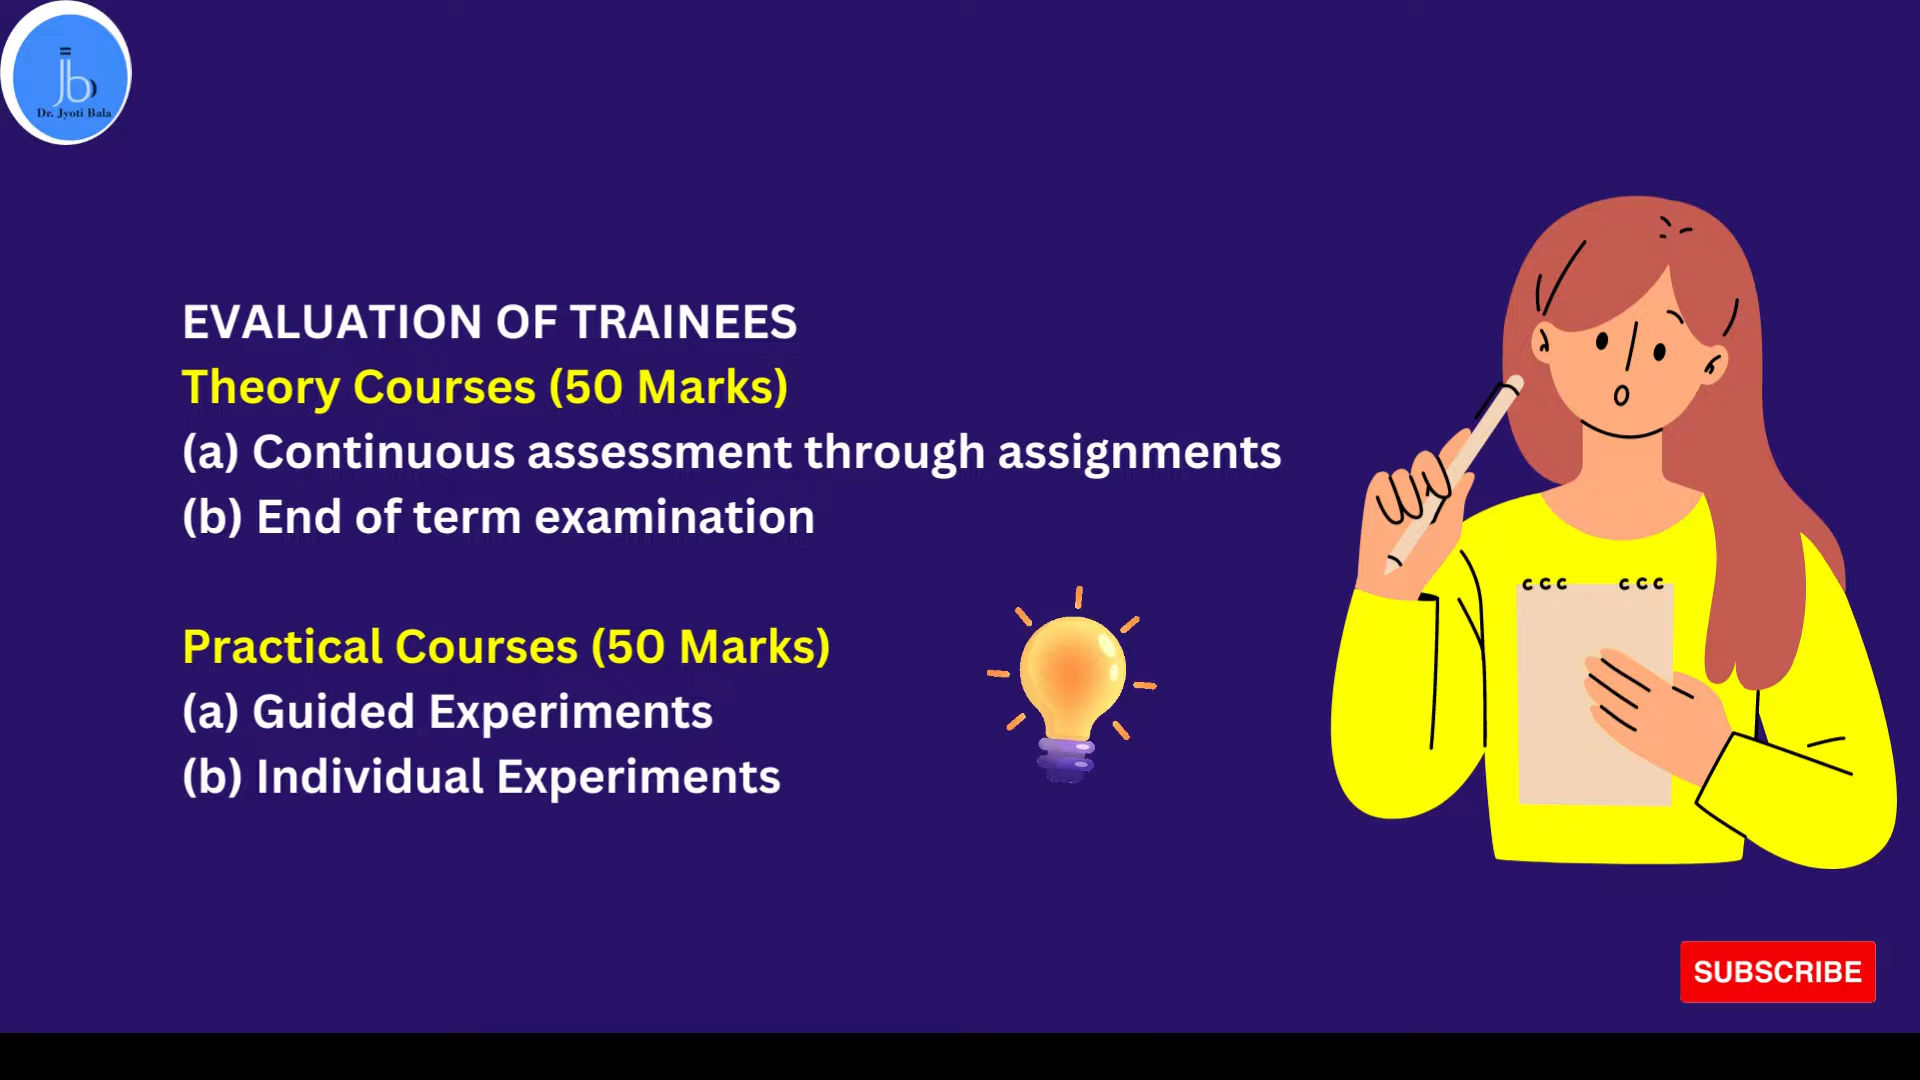 Dr. Jyoti Bala
EVALUATION OF TRAINEES
Theory Courses (50 Marks)
(a) Continuous assessment through assignments
(b) End of term examination
Practical Courses (50 Marks)
(a) Guided Experiments
(b) Individual Experiments
SUBSCRIBE